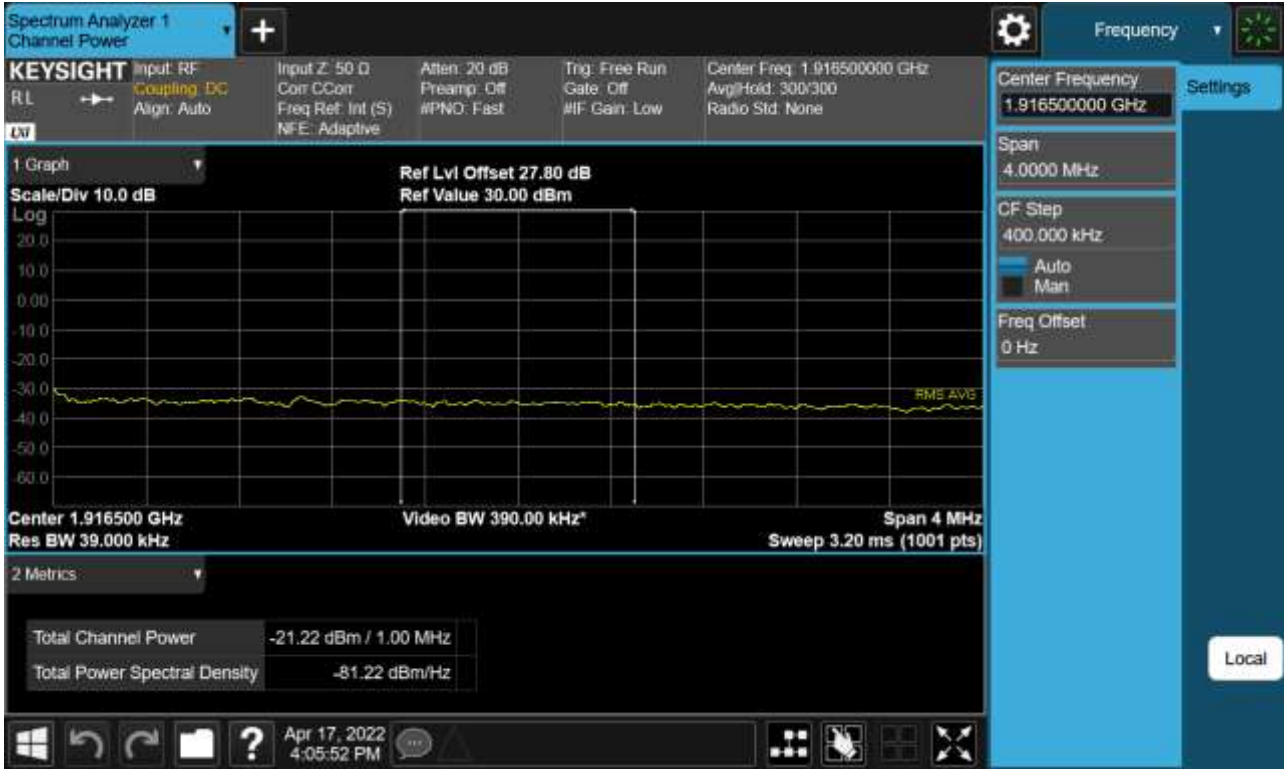 Spectrum Analyzer 1
Channel Power
+
Frequency
KEYSIGHT
RL
LXI
Input: RF
Coupling: DC
Align: Auto
Input Z: 50 Ω
Corr CCorr
Freq Ref: Int (S)
NFE: Adaptive
Atten: 20 dB
Preamp: Off
#PNO: Fast
Trig: Free Run
Gate: Off
#IF Gain: Low
Center Freq: 1.916500000 GHz
Avg|Hold: 300/300
Radio Std: None
1 Graph
Scale/Div 10.0 dB
Ref Lvl Offset 27.80 dB
Ref Value 30.00 dBm
Log
20.0
10.0
0.00
-10.0
-20.0
-30.0
-40.0
-50.0
-60.0
RMS AVG
Center 1.916500 GHz
Video BW 390.00 kHz*
Span 4 MHz
Res BW 39.000 kHz
Sweep 3.20 ms (1001 pts)
2 Metrics
Total Channel Power -21.22 dBm / 1.00 MHz
Total Power Spectral Density -81.22 dBm/Hz
?
Apr 17, 2022
4:05:52 PM
Center Frequency
1.916500000 GHz
Span
4.0000 MHz
CF Step
400.000 kHz
Auto
Man
Freq Offset
0 Hz
Settings
Local